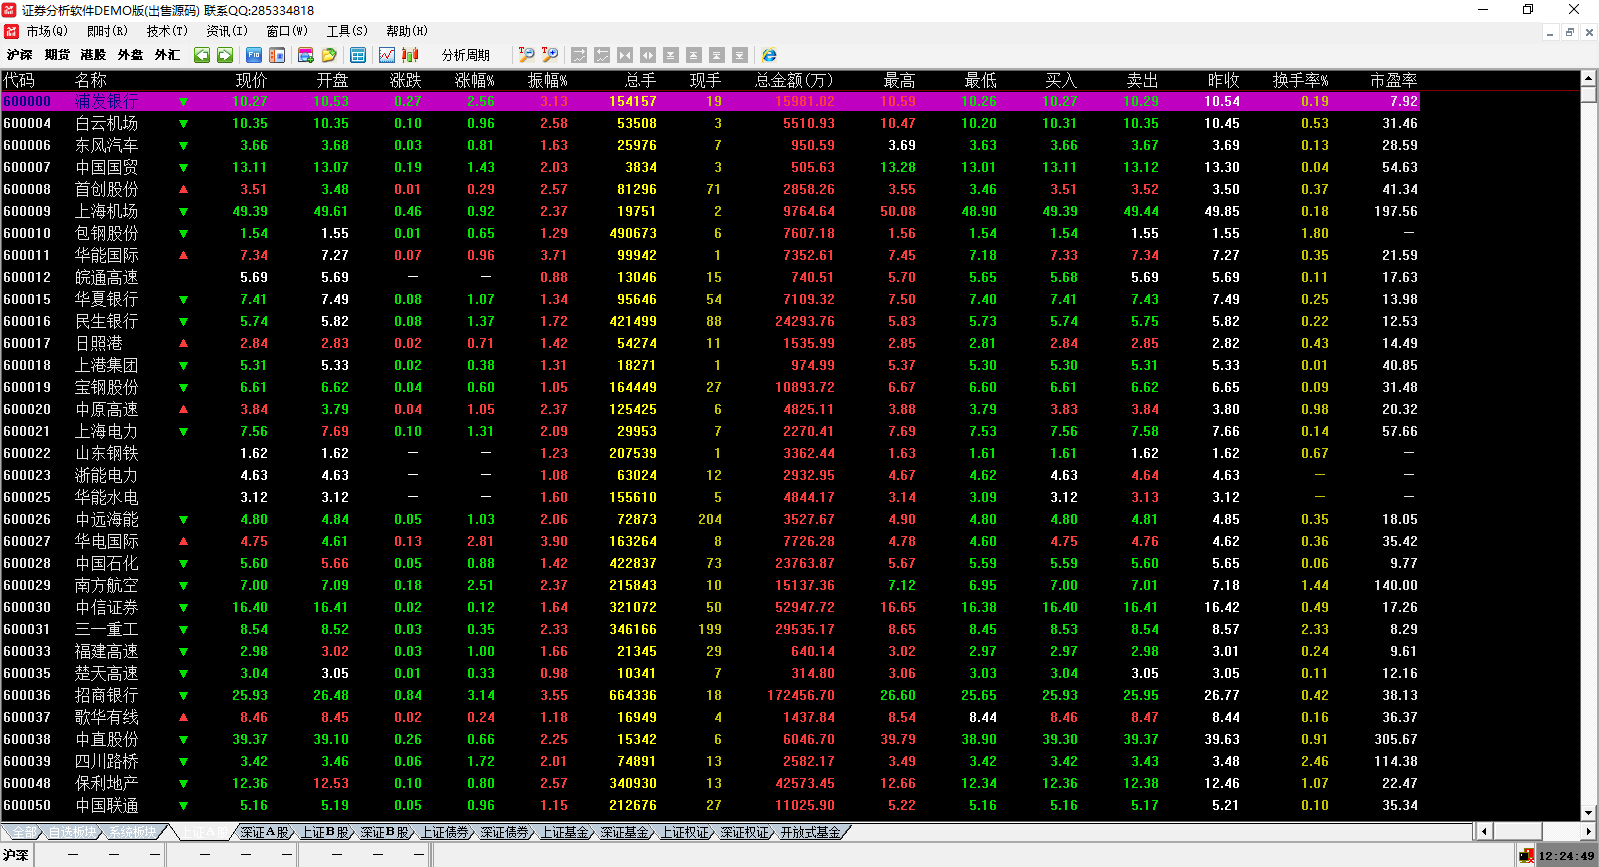 证券分析软件DEMO版(出售源码) 联系QQ:285334818
市场(Q) 即时(R) 技术(T) 资讯(I) 窗口(W) 工具(S) 帮助(H)
沪深 期货 港股 外盘 外汇 F10 分析周期
代码 名称 现价 开盘 涨跌 涨幅% 振幅% 总手 现手 总金额(万) 最高 最低 买入 卖出 昨收 换手率% 市盈率
600000 浦发银行 ▼ 10.27 10.53 0.27 2.56 3.13 154157 19 15981.02 10.59 10.26 10.27 10.29 10.54 0.19 7.92
600004 白云机场 ▼ 10.35 10.35 0.10 0.96 2.58 53508 3 5510.93 10.47 10.20 10.31 10.35 10.45 0.53 31.46
600006 东风汽车 ▼ 3.66 3.68 0.03 0.81 1.63 25976 7 950.59 3.69 3.63 3.66 3.67 3.69 0.13 28.59
600007 中国国贸 ▼ 13.11 13.07 0.19 1.43 2.03 3834 3 505.63 13.28 13.01 13.11 13.12 13.30 0.04 54.63
600008 首创股份 ▲ 3.51 3.48 0.01 0.29 2.57 81296 71 2858.26 3.55 3.46 3.51 3.52 3.50 0.37 41.34
600009 上海机场 ▼ 49.39 49.61 0.46 0.92 2.37 19751 2 9764.64 50.08 48.90 49.39 49.44 49.85 0.18 197.56
600010 包钢股份 ▼ 1.54 1.55 0.01 0.65 1.29 490673 6 7607.18 1.56 1.54 1.54 1.55 1.55 1.80 —
600011 华能国际 ▲ 7.34 7.27 0.07 0.96 3.71 99942 1 7352.61 7.45 7.18 7.33 7.34 7.27 0.35 21.59
600012 皖通高速 5.69 5.69 — — 0.88 13046 15 740.51 5.70 5.65 5.68 5.69 5.69 0.11 17.63
600015 华夏银行 ▼ 7.41 7.49 0.08 1.07 1.34 95646 54 7109.32 7.50 7.40 7.41 7.43 7.49 0.25 13.98
600016 民生银行 ▼ 5.74 5.82 0.08 1.37 1.72 421499 88 24293.76 5.83 5.73 5.74 5.75 5.82 0.22 12.53
600017 日照港 ▲ 2.84 2.83 0.02 0.71 1.42 54274 11 1535.99 2.85 2.81 2.84 2.85 2.82 0.43 14.49
600018 上港集团 ▼ 5.31 5.33 0.02 0.38 1.31 18271 1 974.99 5.37 5.30 5.30 5.31 5.33 0.01 40.85
600019 宝钢股份 ▼ 6.61 6.62 0.04 0.60 1.05 164449 27 10893.72 6.67 6.60 6.61 6.62 6.65 0.09 31.48
600020 中原高速 ▲ 3.84 3.79 0.04 1.05 2.37 125425 6 4825.11 3.88 3.79 3.83 3.84 3.80 0.98 20.32
600021 上海电力 ▼ 7.56 7.69 0.10 1.31 2.09 29953 7 2270.41 7.69 7.53 7.56 7.58 7.66 0.14 57.66
600022 山东钢铁 1.62 1.62 — — 1.23 207539 1 3362.44 1.63 1.61 1.61 1.62 1.62 0.67 —
600023 浙能电力 4.63 4.63 — — 1.08 63024 12 2932.95 4.67 4.62 4.63 4.64 4.63 — —
600025 华能水电 3.12 3.12 — — 1.60 155610 5 4844.17 3.14 3.09 3.12 3.13 3.12 — —
600026 中远海能 ▼ 4.80 4.84 0.05 1.03 2.06 72873 204 3527.67 4.90 4.80 4.80 4.81 4.85 0.35 18.05
600027 华电国际 ▲ 4.75 4.61 0.13 2.81 3.90 163264 8 7726.28 4.78 4.60 4.75 4.76 4.62 0.36 35.42
600028 中国石化 ▼ 5.60 5.66 0.05 0.88 1.42 422837 73 23763.87 5.67 5.59 5.59 5.60 5.65 0.06 9.77
600029 南方航空 ▼ 7.00 7.09 0.18 2.51 2.37 215843 10 15137.36 7.12 6.95 7.00 7.01 7.18 1.44 140.00
600030 中信证券 ▼ 16.40 16.41 0.02 0.12 1.64 321072 50 52947.72 16.65 16.38 16.40 16.41 16.42 0.49 17.26
600031 三一重工 ▼ 8.54 8.52 0.03 0.35 2.33 346166 199 29535.17 8.65 8.45 8.53 8.54 8.57 2.33 8.29
600033 福建高速 ▼ 2.98 3.02 0.03 1.00 1.66 21345 29 640.14 3.02 2.97 2.97 2.98 3.01 0.24 9.61
600035 楚天高速 ▼ 3.04 3.05 0.01 0.33 0.98 10341 7 314.80 3.06 3.03 3.04 3.05 3.05 0.11 12.16
600036 招商银行 ▼ 25.93 26.48 0.84 3.14 3.55 664336 18 172456.70 26.60 25.65 25.93 25.95 26.77 0.42 38.13
600037 歌华有线 ▲ 8.46 8.45 0.02 0.24 1.18 16949 4 1437.84 8.54 8.44 8.46 8.47 8.44 0.16 36.37
600038 中直股份 ▼ 39.37 39.10 0.26 0.66 2.25 15342 6 6046.70 39.79 38.90 39.30 39.37 39.63 0.91 305.67
600039 四川路桥 ▼ 3.42 3.46 0.06 1.72 2.01 74891 13 2582.17 3.49 3.42 3.42 3.43 3.48 2.46 114.38
600048 保利地产 ▼ 12.36 12.53 0.10 0.80 2.57 340930 13 42573.45 12.66 12.34 12.36 12.38 12.46 1.07 22.47
600050 中国联通 ▼ 5.16 5.19 0.05 0.96 1.15 212676 27 11025.90 5.22 5.16 5.16 5.17 5.21 0.10 35.34
全部 自选板块 系统板块 上证A股 深证A股 上证B股 深证B股 上证债券 深证债券 上证基金 深证基金 上证权证 深证权证 开放式基金
沪深 — — — — — — — — — 12:24:49